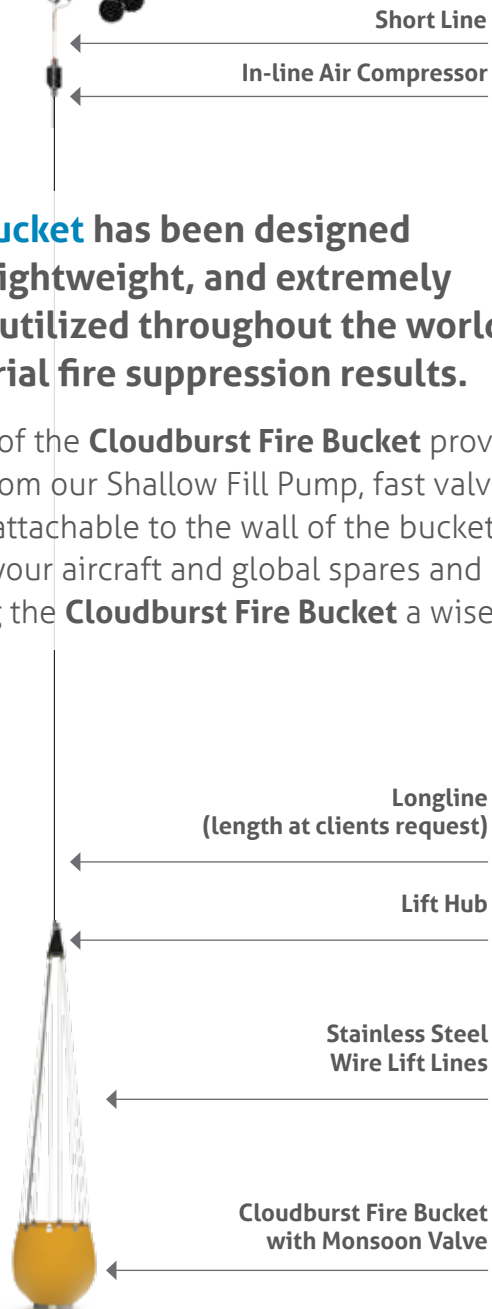 Short Line
In-line Air Compressor
ucket has been designed
ightweight, and extremely
utilized throughout the worl
rial fire suppression results.
of the Cloudburst Fire Bucket prov
om our Shallow Fill Pump, fast valv
attachable to the wall of the bucket
your aircraft and global spares and
the Cloudburst Fire Bucket a wise
Longline
(length at clients request)
Lift Hub
Stainless Steel
Wire Lift Lines
Cloudburst Fire Bucket
with Monsoon Valve